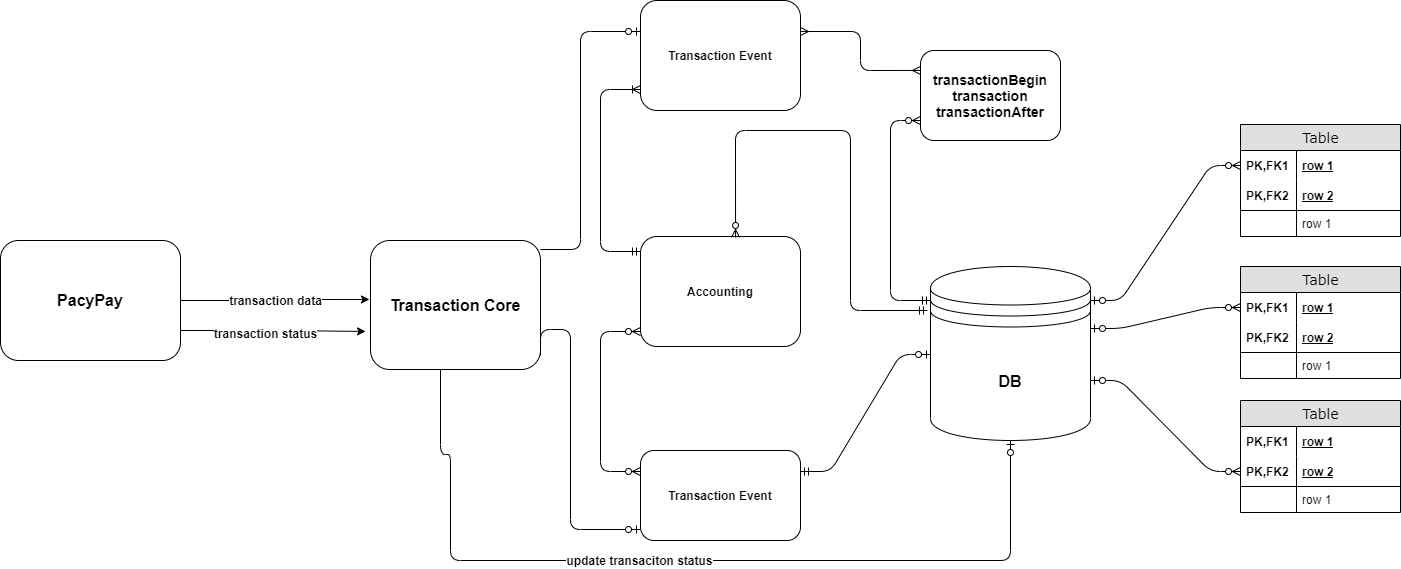 Transaction Event
transactionBegin
transaction
transactionAfter
PacyPay
transaction data
transaction status
Transaction Core
Accounting
Transaction Event
update transaciton status
DB
Table
PK,FK1 row 1
PK,FK2 row 2
row 1
Table
PK,FK1 row 1
PK,FK2 row 2
row 1
Table
PK,FK1 row 1
PK,FK2 row 2
row 1